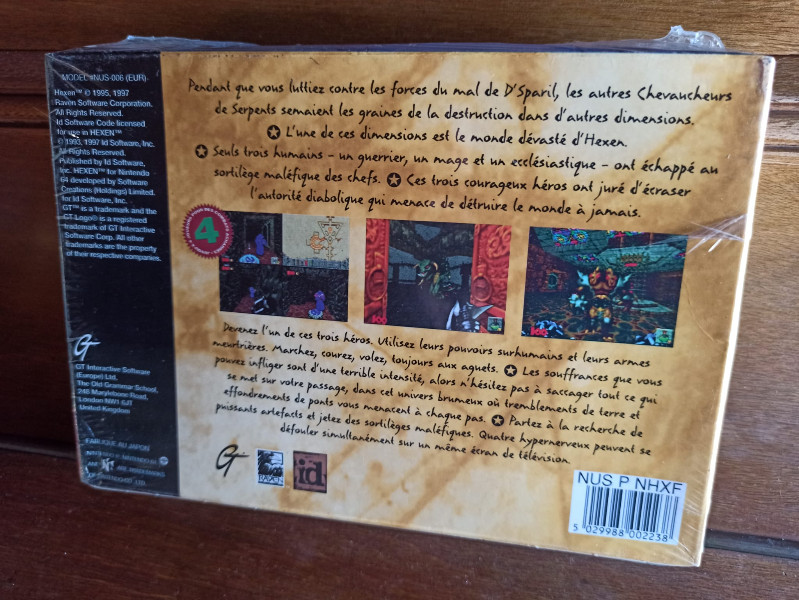 MODEL #NUS-006 (EUR)
Hexen™ © 1995, 1997
Raven Software Corporation.
All Rights Reserved.
Id Software Code licensed
for use in HEXEN™
© 1993, 1997 Id Software, Inc.
All Rights Reserved.
Published by Id Software,
Inc. HEXEN™ for Nintendo
64 developed by Software
Creations (Holdings) Limited.
for Id Software, Inc.
GT™ is a trademark and the
GT Logo® is a registered
trademark of GT Interactive
Software Corp. All other
trademarks are the property
of their respective companies.
GT
GT Interactive Software
(Europe) Ltd.
The Old Grammar School,
248 Marylebone Road,
London NW1 6JT
United Kingdom
FABRIQUE AU JAPON
Pendant que vous luttiez contre les forces du mal de D'Sparil, les autres Chevaucheurs
de Serpents semaient les graines de la destruction dans d'autres dimensions.
L'une de ces dimensions est le monde dévasté d'Hexen.
Seuls trois humains – un guerrier, un mage et un ecclésiastique – ont échappé au
sortilège maléfique des chefs. Ces trois courageux héros ont juré d'écraser
l'autorité diabolique qui menace de détruire le monde à jamais.
4
100
100
Devenez l'un de ces trois héros. Utilisez leurs pouvoirs surhumains et leurs armes
meurtrières. Marchez, courez, volez, toujours aux aguets. Les souffrances que vous
pouvez infliger sont d'une terrible intensité, alors n'hésitez pas à saccager tout ce qui
se met sur votre passage, dans cet univers brumeux où tremblements de terre et
effondrements de ponts vous menacent à chaque pas. Partez à la recherche de
puissants artefacts et jetez des sortilèges maléfiques. Quatre hypernerveux peuvent se
défouler simultanément sur un même écran de télévision.
GT
RAVEN
id
NUS P NHXF
5 029988 002238